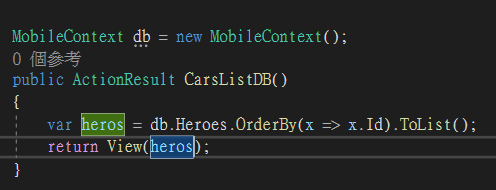 MobileContext db = new MobileContext();
0 個參考
public ActionResult CarsListDB()
{
var heros = db.Heroes.OrderBy(x => x.Id).ToList();
return View(heros);
}